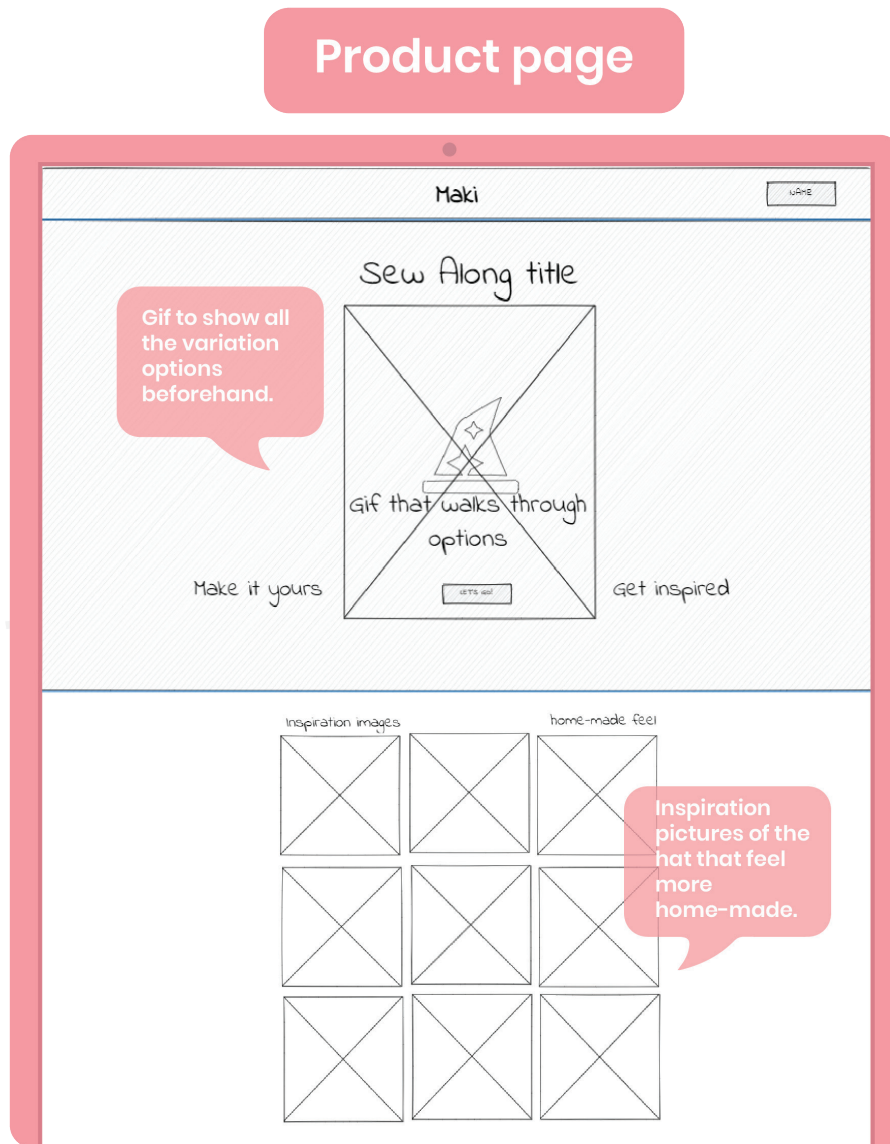 Product page
Maki
NAME
Sew Along title
Gif to show all
the variation
options
beforehand.
Gif that walks through
options
Make it yours
LET'S GO!
Get inspired
Inspiration images
home-made feel
Inspiration
pictures of the
hat that feel
more
home-made.